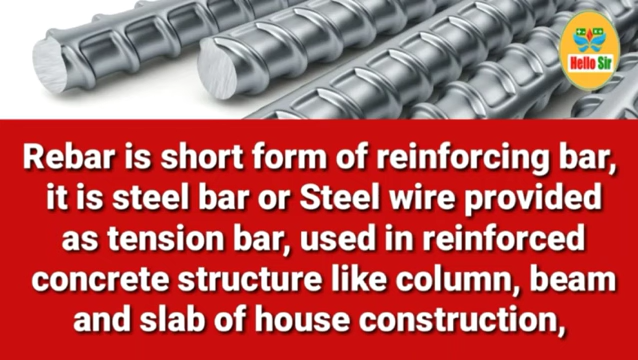 Hello Sir
Rebar is short form of reinforcing bar,
it is steel bar or Steel wire provided
as tension bar, used in reinforced
concrete structure like column, beam
and slab of house construction,